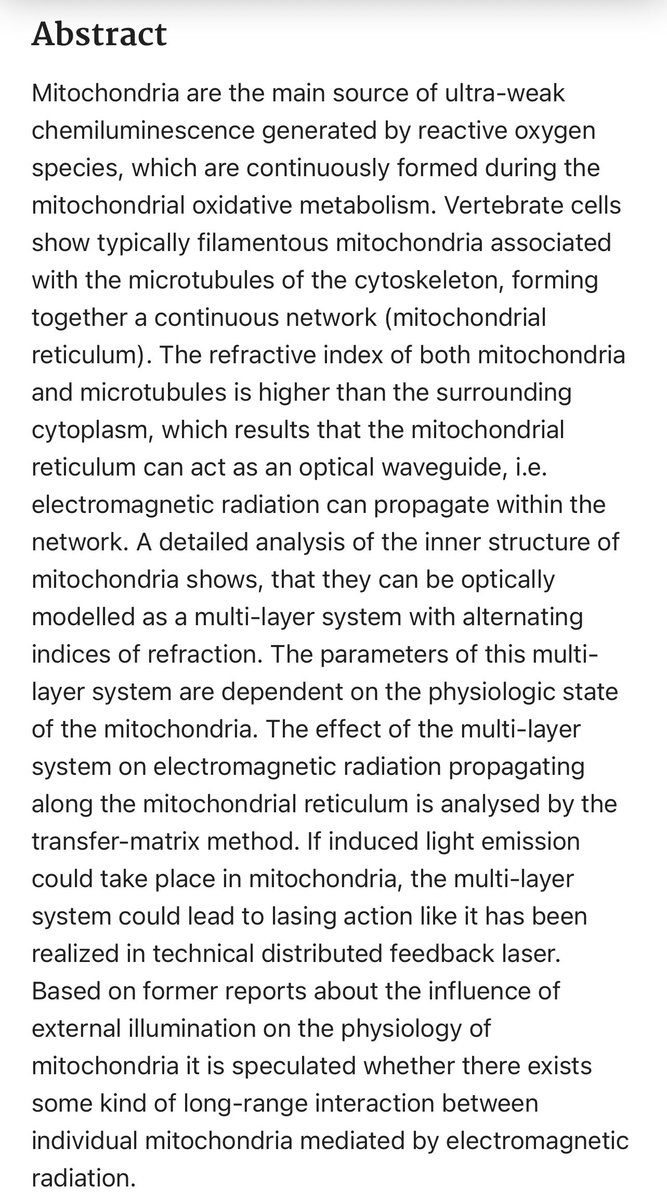 Abstract
Mitochondria are the main source of ultra-weak
chemiluminescence generated by reactive oxygen
species, which are continuously formed during the
mitochondrial oxidative metabolism. Vertebrate cells
show typically filamentous mitochondria associated
with the microtubules of the cytoskeleton, forming
together a continuous network (mitochondrial
reticulum). The refractive index of both mitochondria
and microtubules is higher than the surrounding
cytoplasm, which results that the mitochondrial
reticulum can act as an optical waveguide, i.e.
electromagnetic radiation can propagate within the
network. A detailed analysis of the inner structure of
mitochondria shows, that they can be optically
modelled as a multi-layer system with alternating
indices of refraction. The parameters of this multi-
layer system are dependent on the physiologic state
of the mitochondria. The effect of the multi-layer
system on electromagnetic radiation propagating
along the mitochondrial reticulum is analysed by the
transfer-matrix method. If induced light emission
could take place in mitochondria, the multi-layer
system could lead to lasing action like it has been
realized in technical distributed feedback laser.
Based on former reports about the influence of
external illumination on the physiology of
mitochondria it is speculated whether there exists
some kind of long-range interaction between
individual mitochondria mediated by electromagnetic
radiation.